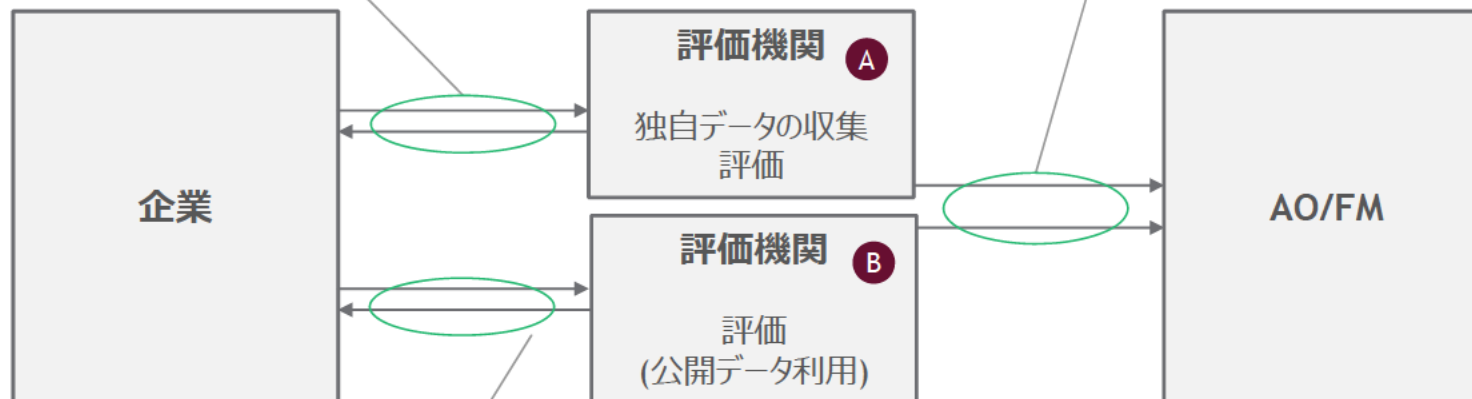 企業
評価機関 A
独自データの収集
評価
評価機関 B
評価
(公開データ利用)
AO/FM